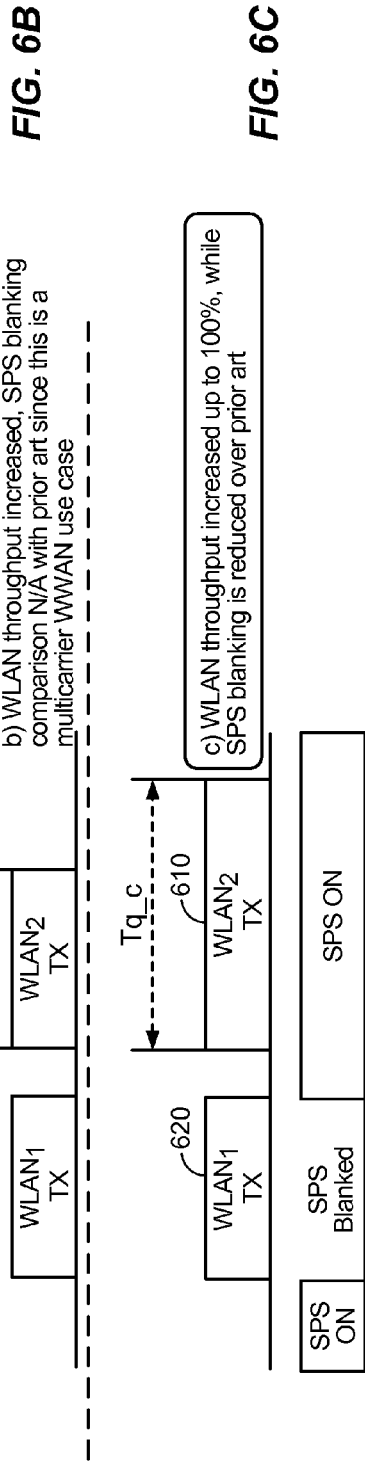 b) WLAN throughput increased, SPS blanking
comparison N/A with prior art since this is a
multicarrier WWAN use case
FIG. 6B
WLAN1
TX
WLAN2
TX
c) WLAN throughput increased up to 100%, while
SPS blanking is reduced over prior art
FIG. 6C
Tq_c
620
610
WLAN1
TX
WLAN2
TX
SPS
ON
SPS
Blanked
SPS ON